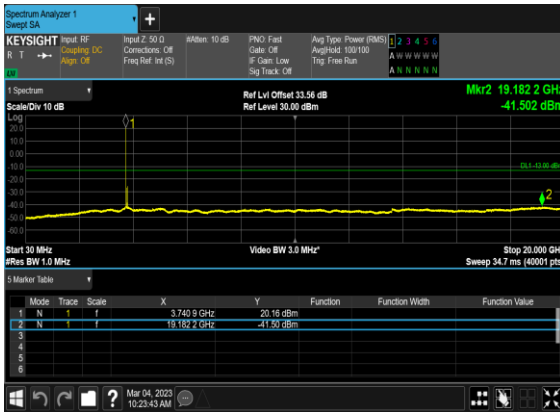 Spectrum Analyzer 1
Swept SA
KEYSIGHT
R T
Input: RF
Coupling: DC
Align: Off
Input Z: 50 Ω
Corrections: Off
Freq Ref: Int (S)
#Atten: 10 dB
PNO: Fast
Gate: Off
IF Gain: Low
Sig Track: Off
Avg Type: Power (RMS)
Avg|Hold: 100/100
Trig: Free Run
1 2 3 4 5 6
A W W W W W
A N N N N N
1 Spectrum
Scale/Div 10 dB
Ref Lvl Offset 33.56 dB
Ref Level 30.00 dBm
Mkr2 19.182 2 GHz
-41.502 dBm
Log
20.0
10.0
0.00
-10.0
-20.0
-30.0
-40.0
-50.0
-60.0
1
DL1 -13.00 dBm
2
Start 30 MHz
#Res BW 1.0 MHz
Video BW 3.0 MHz*
Stop 20.000 GHz
Sweep 34.7 ms (40001 pts)
5 Marker Table
Mode Trace Scale X Y Function Function Width Function Value
1 N 1 f 3.740 9 GHz 20.16 dBm
2 N 1 f 19.182 2 GHz -41.50 dBm
3
4
5
6
?
Mar 04, 2023
10:23:43 AM